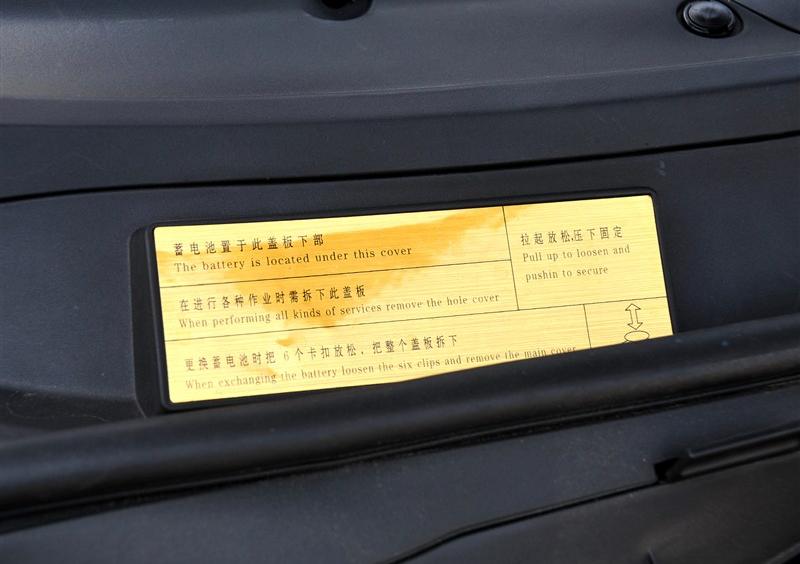 蓄电池置于此盖板下部
The battery is located under this cover
拉起放松,压下固定
Pull up to loosen and
pushin to secure
在进行各种作业时需拆下此盖板
When performing all kinds of services remove the hole cover
更换蓄电池时把 6 个卡扣放松，把整个盖板拆下
When exchanging the battery loosen the six clips and remove the main cover